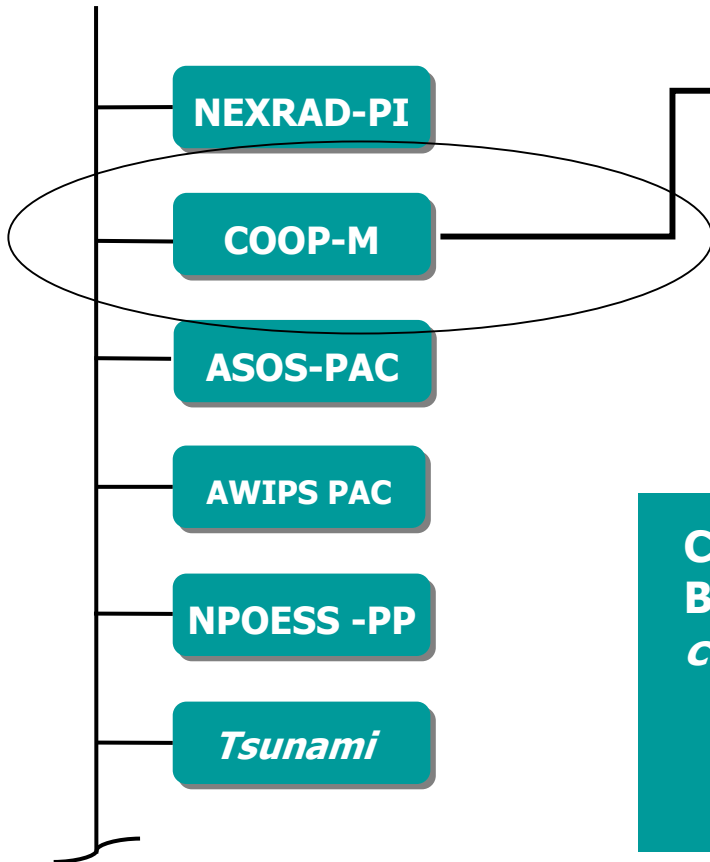 NEXRAD-PI
COOP-M
ASOS-PAC
AWIPS PAC
NPOESS -PP
Tsunami
C
B
c